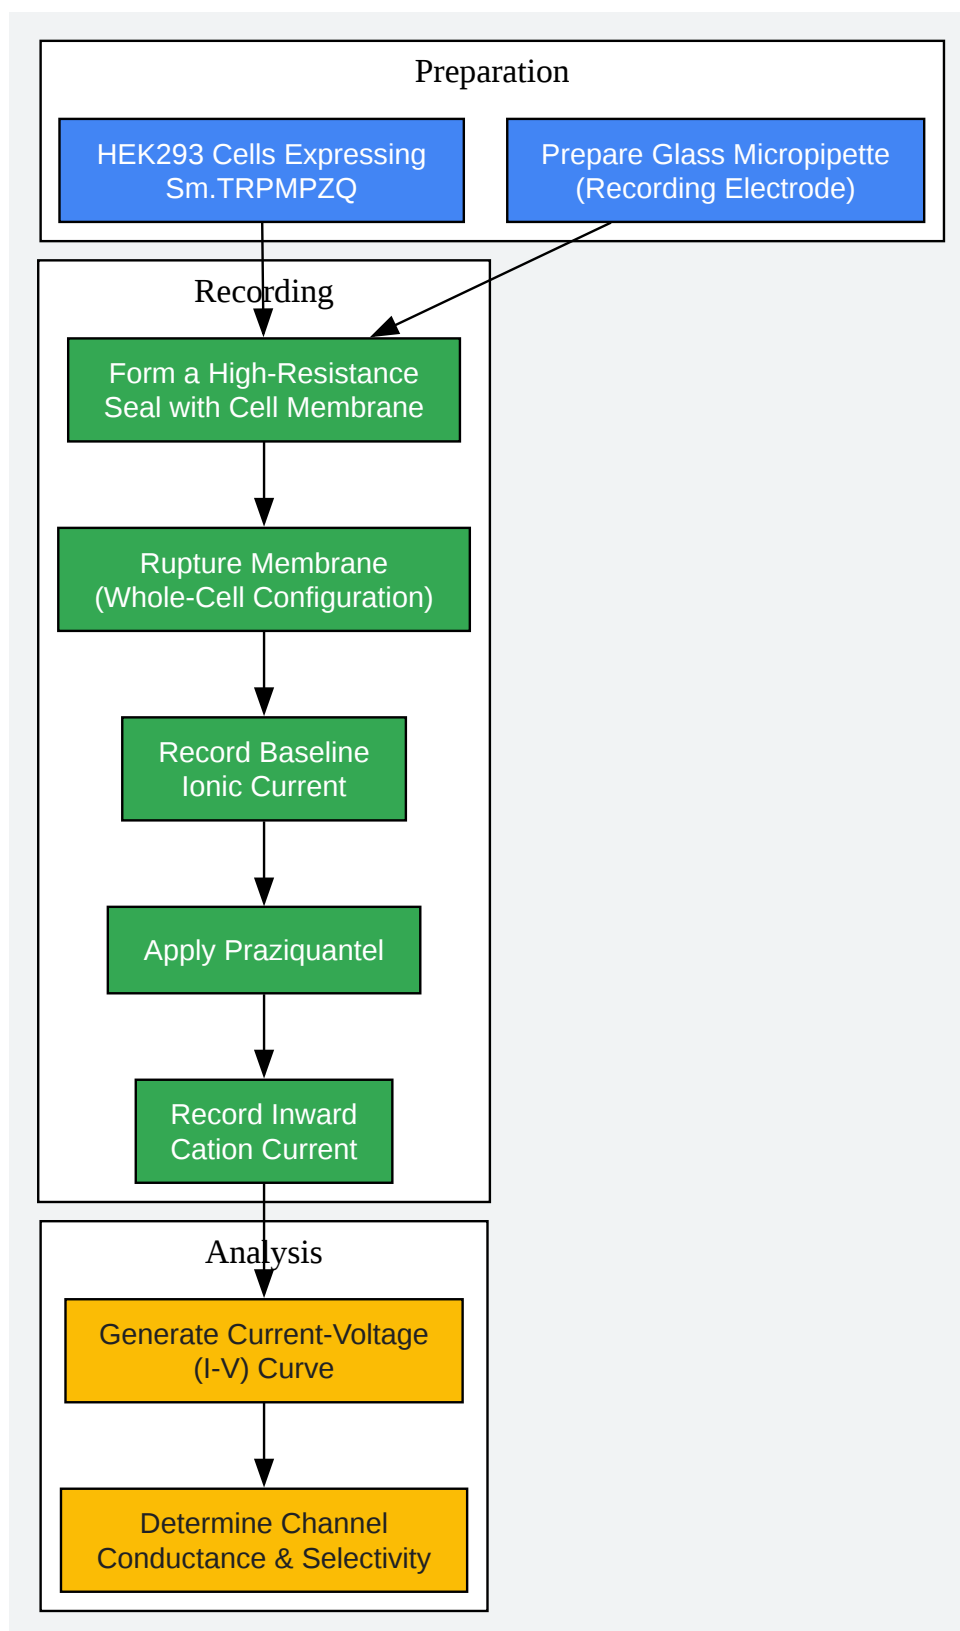 Preparation
HEK293 Cells Expressing
Sm.TRPMPZQ
Prepare Glass Micropipette
(Recording Electrode)
Recording
Form a High-Resistance
Seal with Cell Membrane
Rupture Membrane
(Whole-Cell Configuration)
Record Baseline
Ionic Current
Apply Praziquantel
Record Inward
Cation Current
Analysis
Generate Current-Voltage
(I-V) Curve
Determine Channel
Conductance & Selectivity